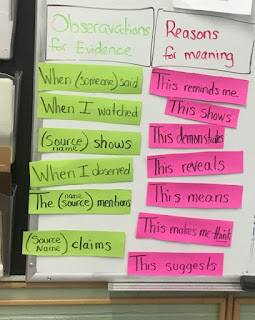 Obseravations
for Evidence
Reasons
for meaning
When (someone) said
When I watched
(Source name) shows
When I observed
The (name source) mentions
(Source Name) claims
This reminds me
This shows
This demonstrates
This reveals
This means
This makes me think
This suggests